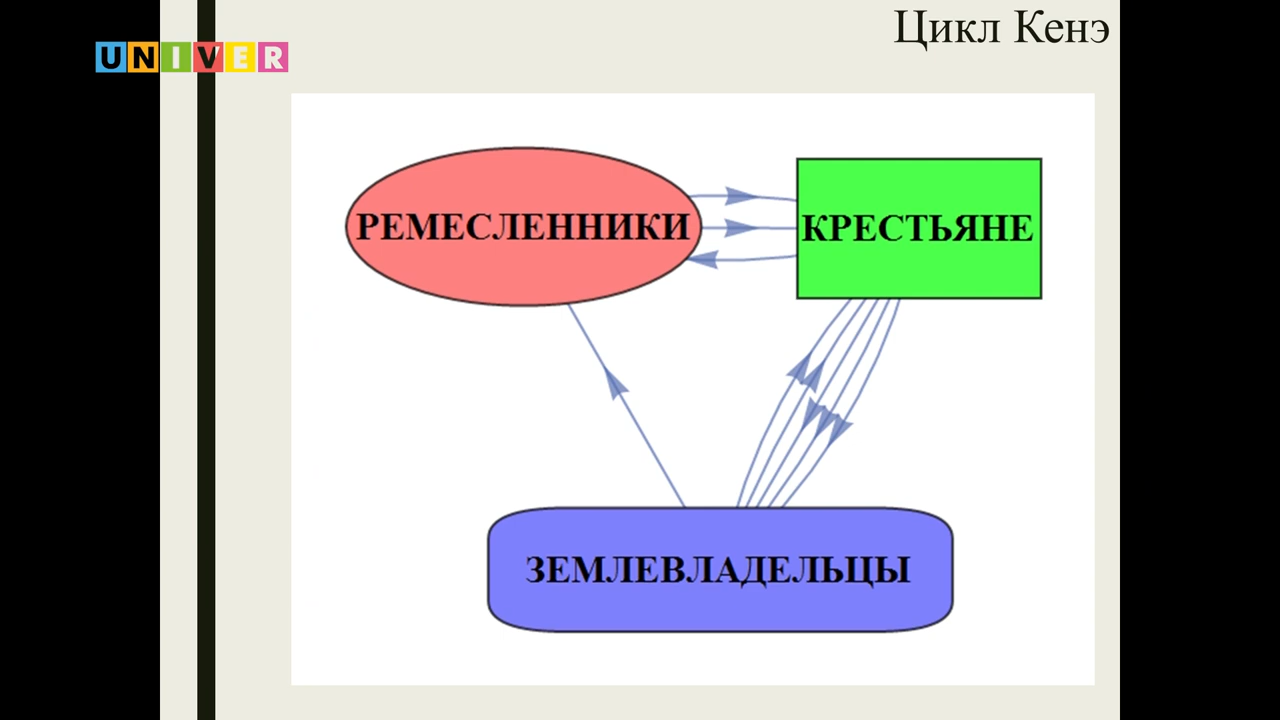 Цикл Кенэ
UNIVER
РЕМЕСЛЕННИКИ
КРЕСТЬЯНЕ
ЗЕМЛЕВЛАДЕЛЬЦЫ